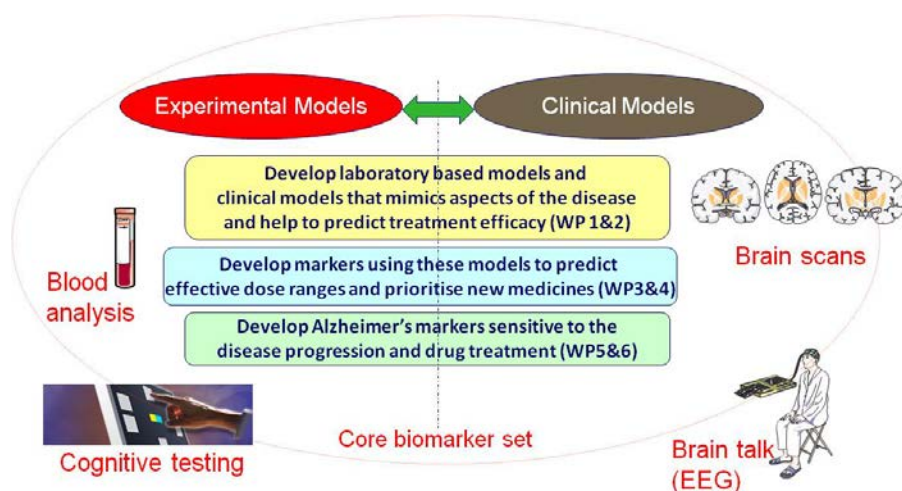 Experimental Models
Clinical Models
Develop laboratory based models and
clinical models that mimics aspects of the disease
and help to predict treatment efficacy (WP 1&2)
Develop markers using these models to predict
effective dose ranges and prioritise new medicines (WP3&4)
Develop Alzheimer's markers sensitive to the
disease progression and drug treatment (WP5&6)
Blood
analysis
Brain scans
Cognitive testing
Core biomarker set
Brain talk
(EEG)